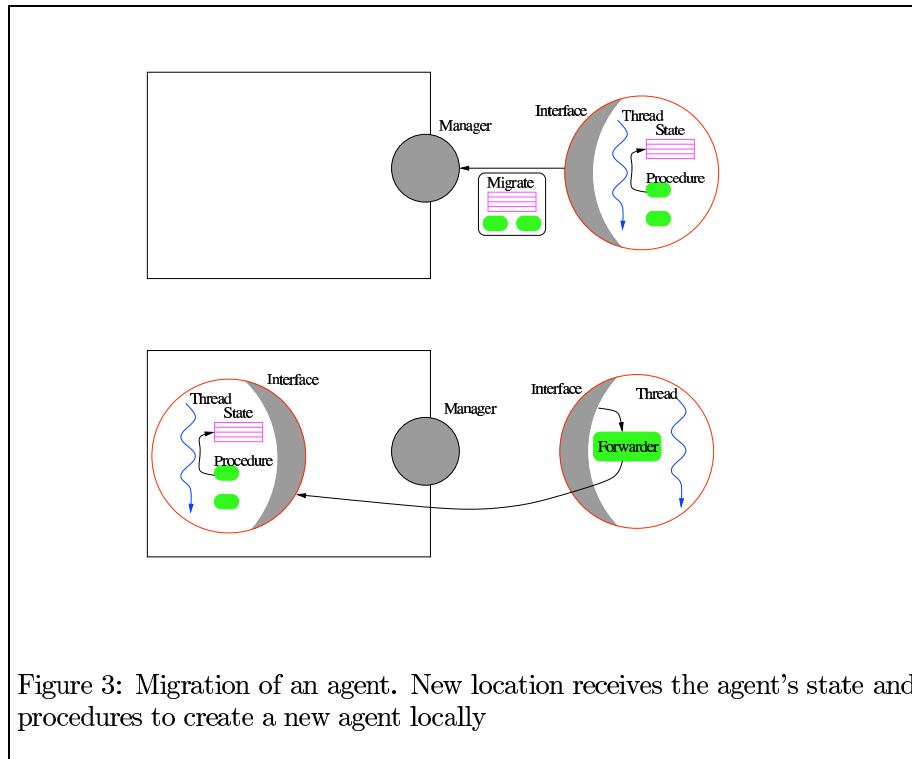 Interface
Thread
Manager
State
Migrate
Procedure
Interface
Thread
State
Manager
Procedure
Interface
Thread
Forwarder
Figure 3: Migration of an agent. New location receives the agent's state and
procedures to create a new agent locally